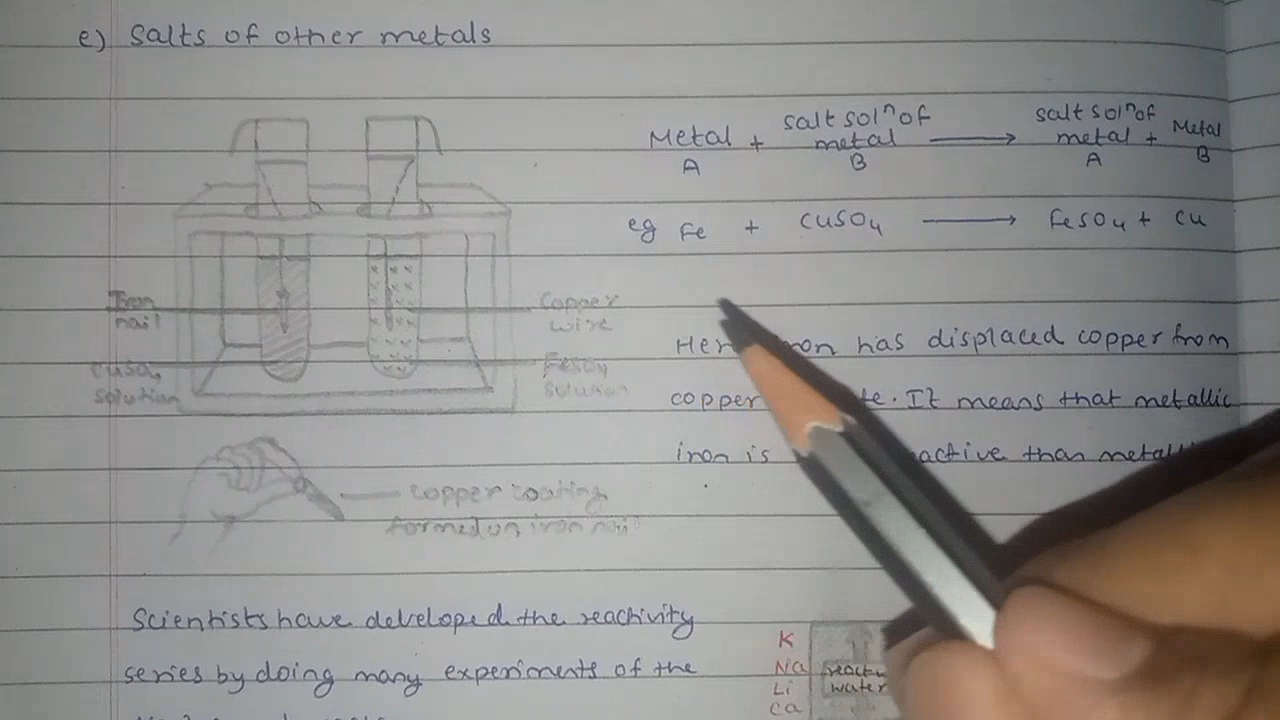 e) Salts of other metals
Metal + salt solⁿ of metal ⟶ salt solⁿ of metal + Metal
A B A B
eg Fe + CuSO₄ ⟶ FeSO₄ + Cu
Iron nail
Copper wire
CuSO₄ solution
FeSO₄ solution
iron has displaced copper from
copper It means that metallic
iron is than
copper coating
formed on iron nail
Scientists have developed the reactivity
series by doing many experiments of the
K
Na
Li
Ca
water